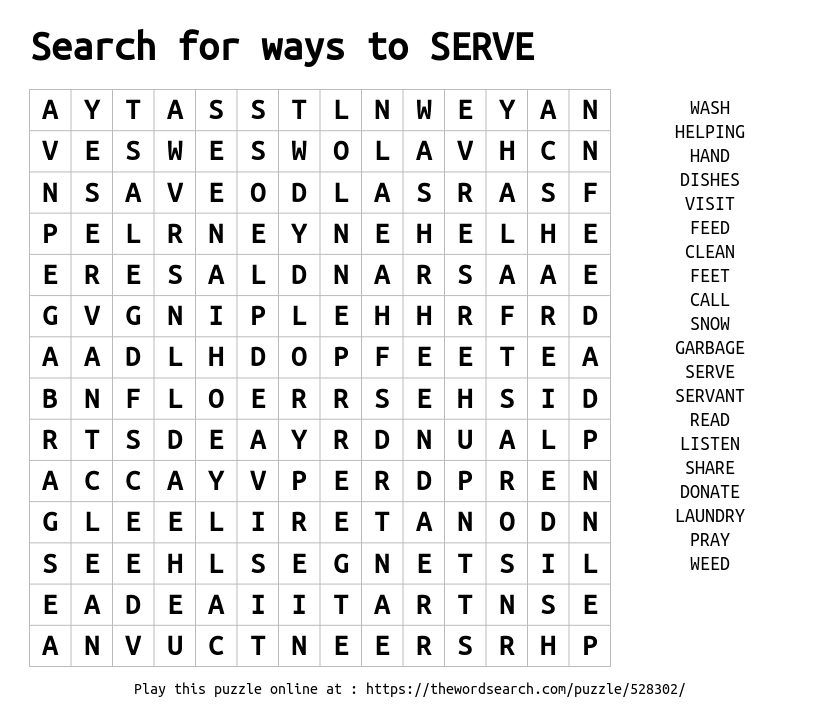 Search for ways to SERVE
A Y T A S S T L N W E Y A N
V E S W E S W O L A V H C N
N S A V E O D L A S R A S F
P E L R N E Y N E H E L H E
E R E S A L D N A R S A A E
G V G N I P L E H H R F R D
A A D L H D O P F E E T E A
B N F L O E R R S E H S I D
R T S D E A Y R D N U A L P
A C C A Y V P E R D P R E N
G L E E L I R E T A N O D N
S E E H L S E G N E T S I L
E A D E A I I T A R T N S E
A N V U C T N E E R S R H P
WASH
HELPING
HAND
DISHES
VISIT
FEED
CLEAN
FEET
CALL
SNOW
GARBAGE
SERVE
SERVANT
READ
LISTEN
SHARE
DONATE
LAUNDRY
PRAY
WEED
Play this puzzle online at : https://thewordsearch.com/puzzle/528302/